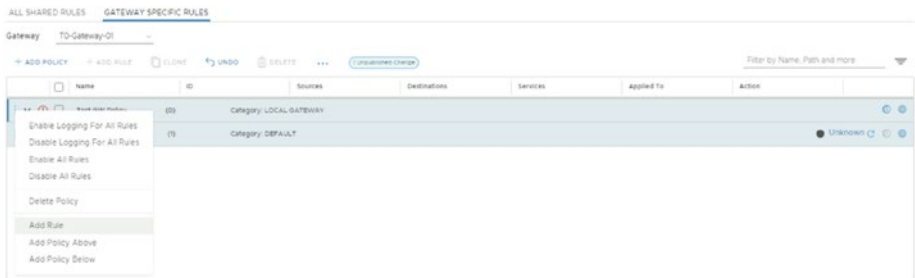 ALL SHARED RULES GATEWAY SPECIFIC RULES
Gateway T0-Gateway-01
+ ADD POLICY + ADD RULE CLONE UNDO DELETE ... 1 Unpublished Change Filter by Name, Path and more
Name ID Sources Destinations Services Applied To Action
(0) Category: LOCAL GATEWAY
Enable Logging For All Rules
(1) Category: DEFAULT Unknown
Disable Logging For All Rules
Enable All Rules
Disable All Rules
Delete Policy
Add Rule
Add Policy Above
Add Policy Below